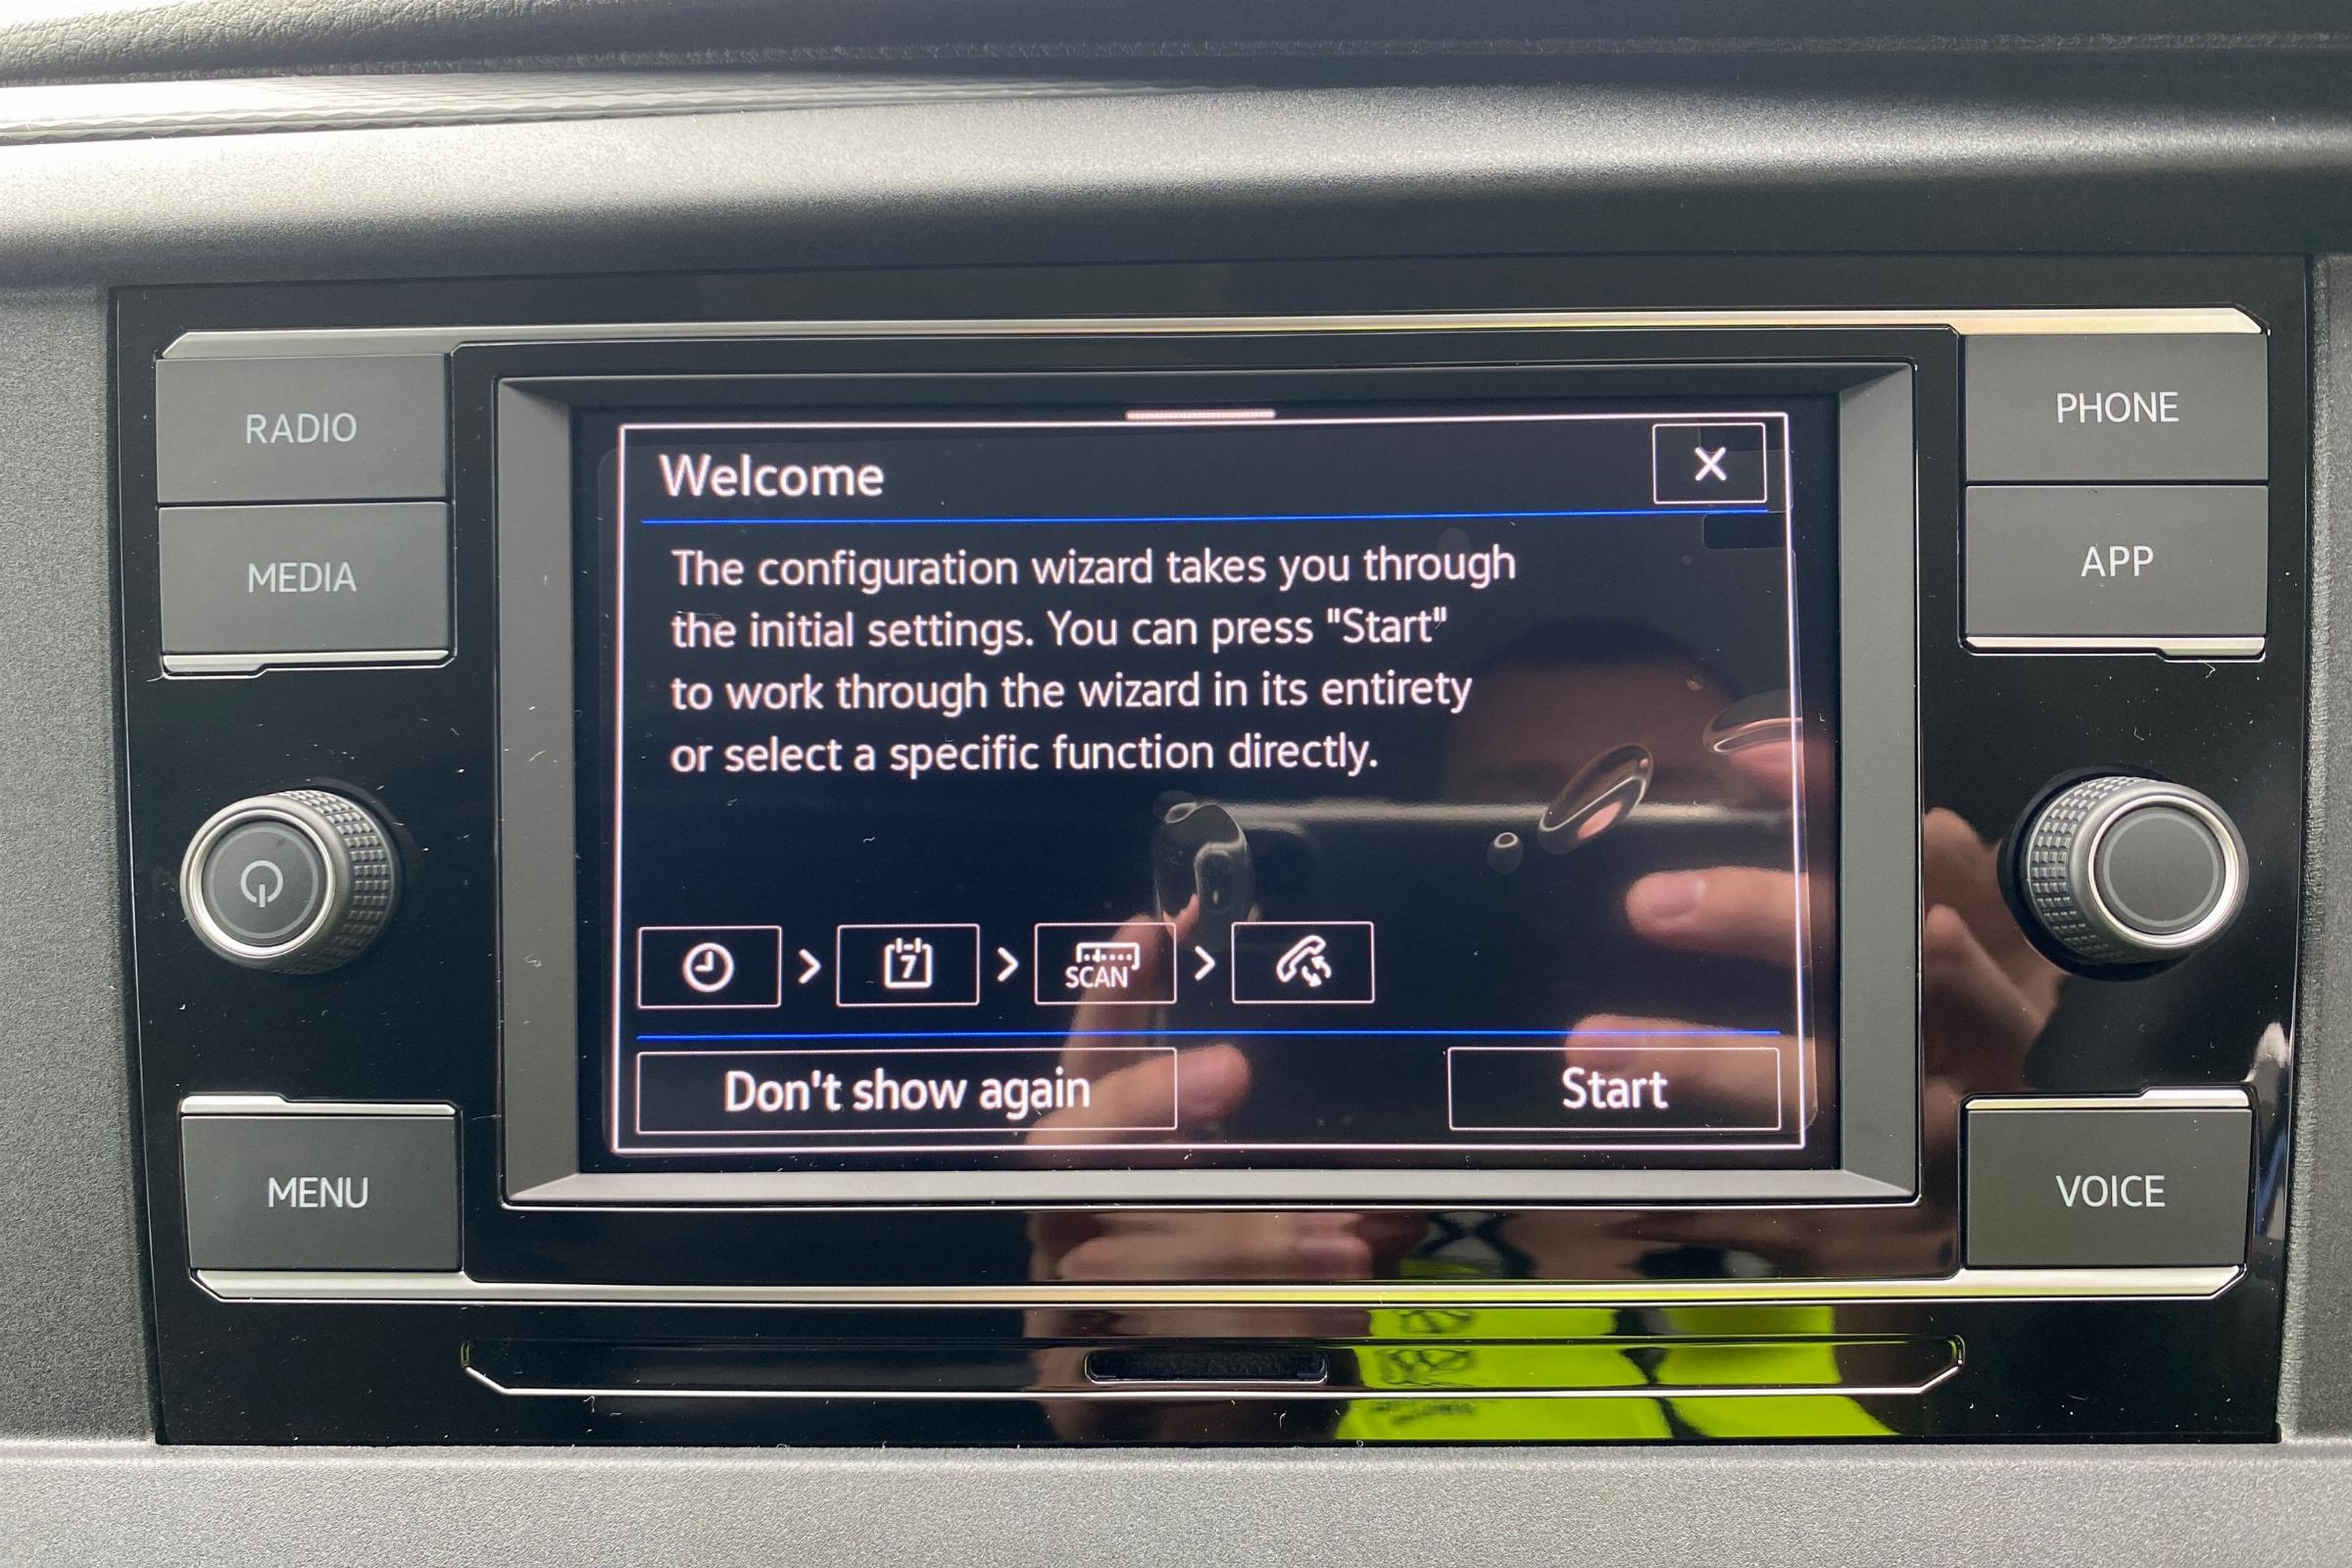 RADIO
MEDIA
MENU
Welcome
The configuration wizard takes you through
the initial settings. You can press "Start"
to work through the wizard in its entirety
or select a specific function directly.
7
SCAN
Don't show again
Start
PHONE
APP
VOICE